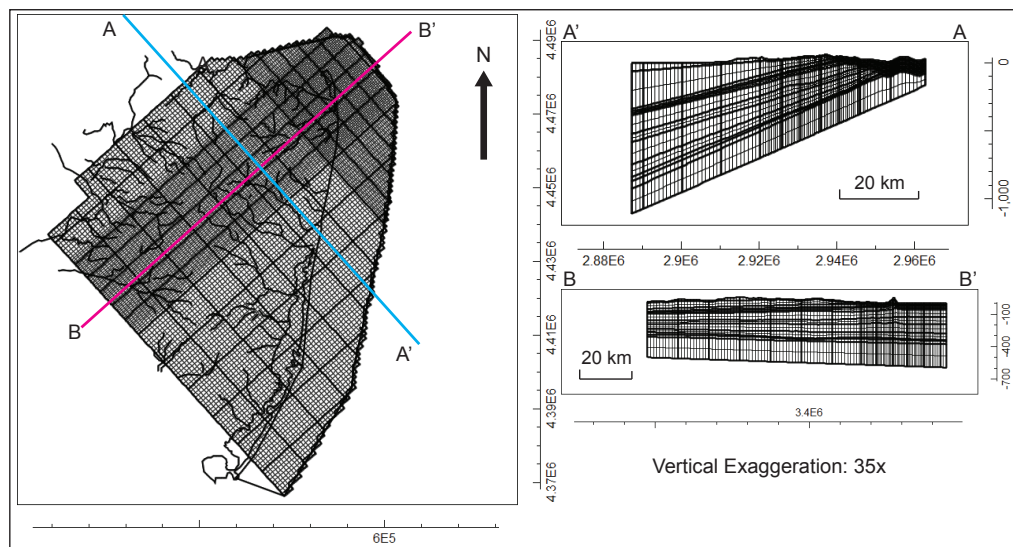 A
B'
N
B
A'
4.49E6
4.47E6
4.45E6
4.43E6
4.41E6
4.39E6
4.37E6
6E5
A'
A
0
-1,000
20 km
2.88E6
2.9E6
2.92E6
2.94E6
2.96E6
B
B'
-100
-400
-700
20 km
3.4E6
Vertical Exaggeration: 35x